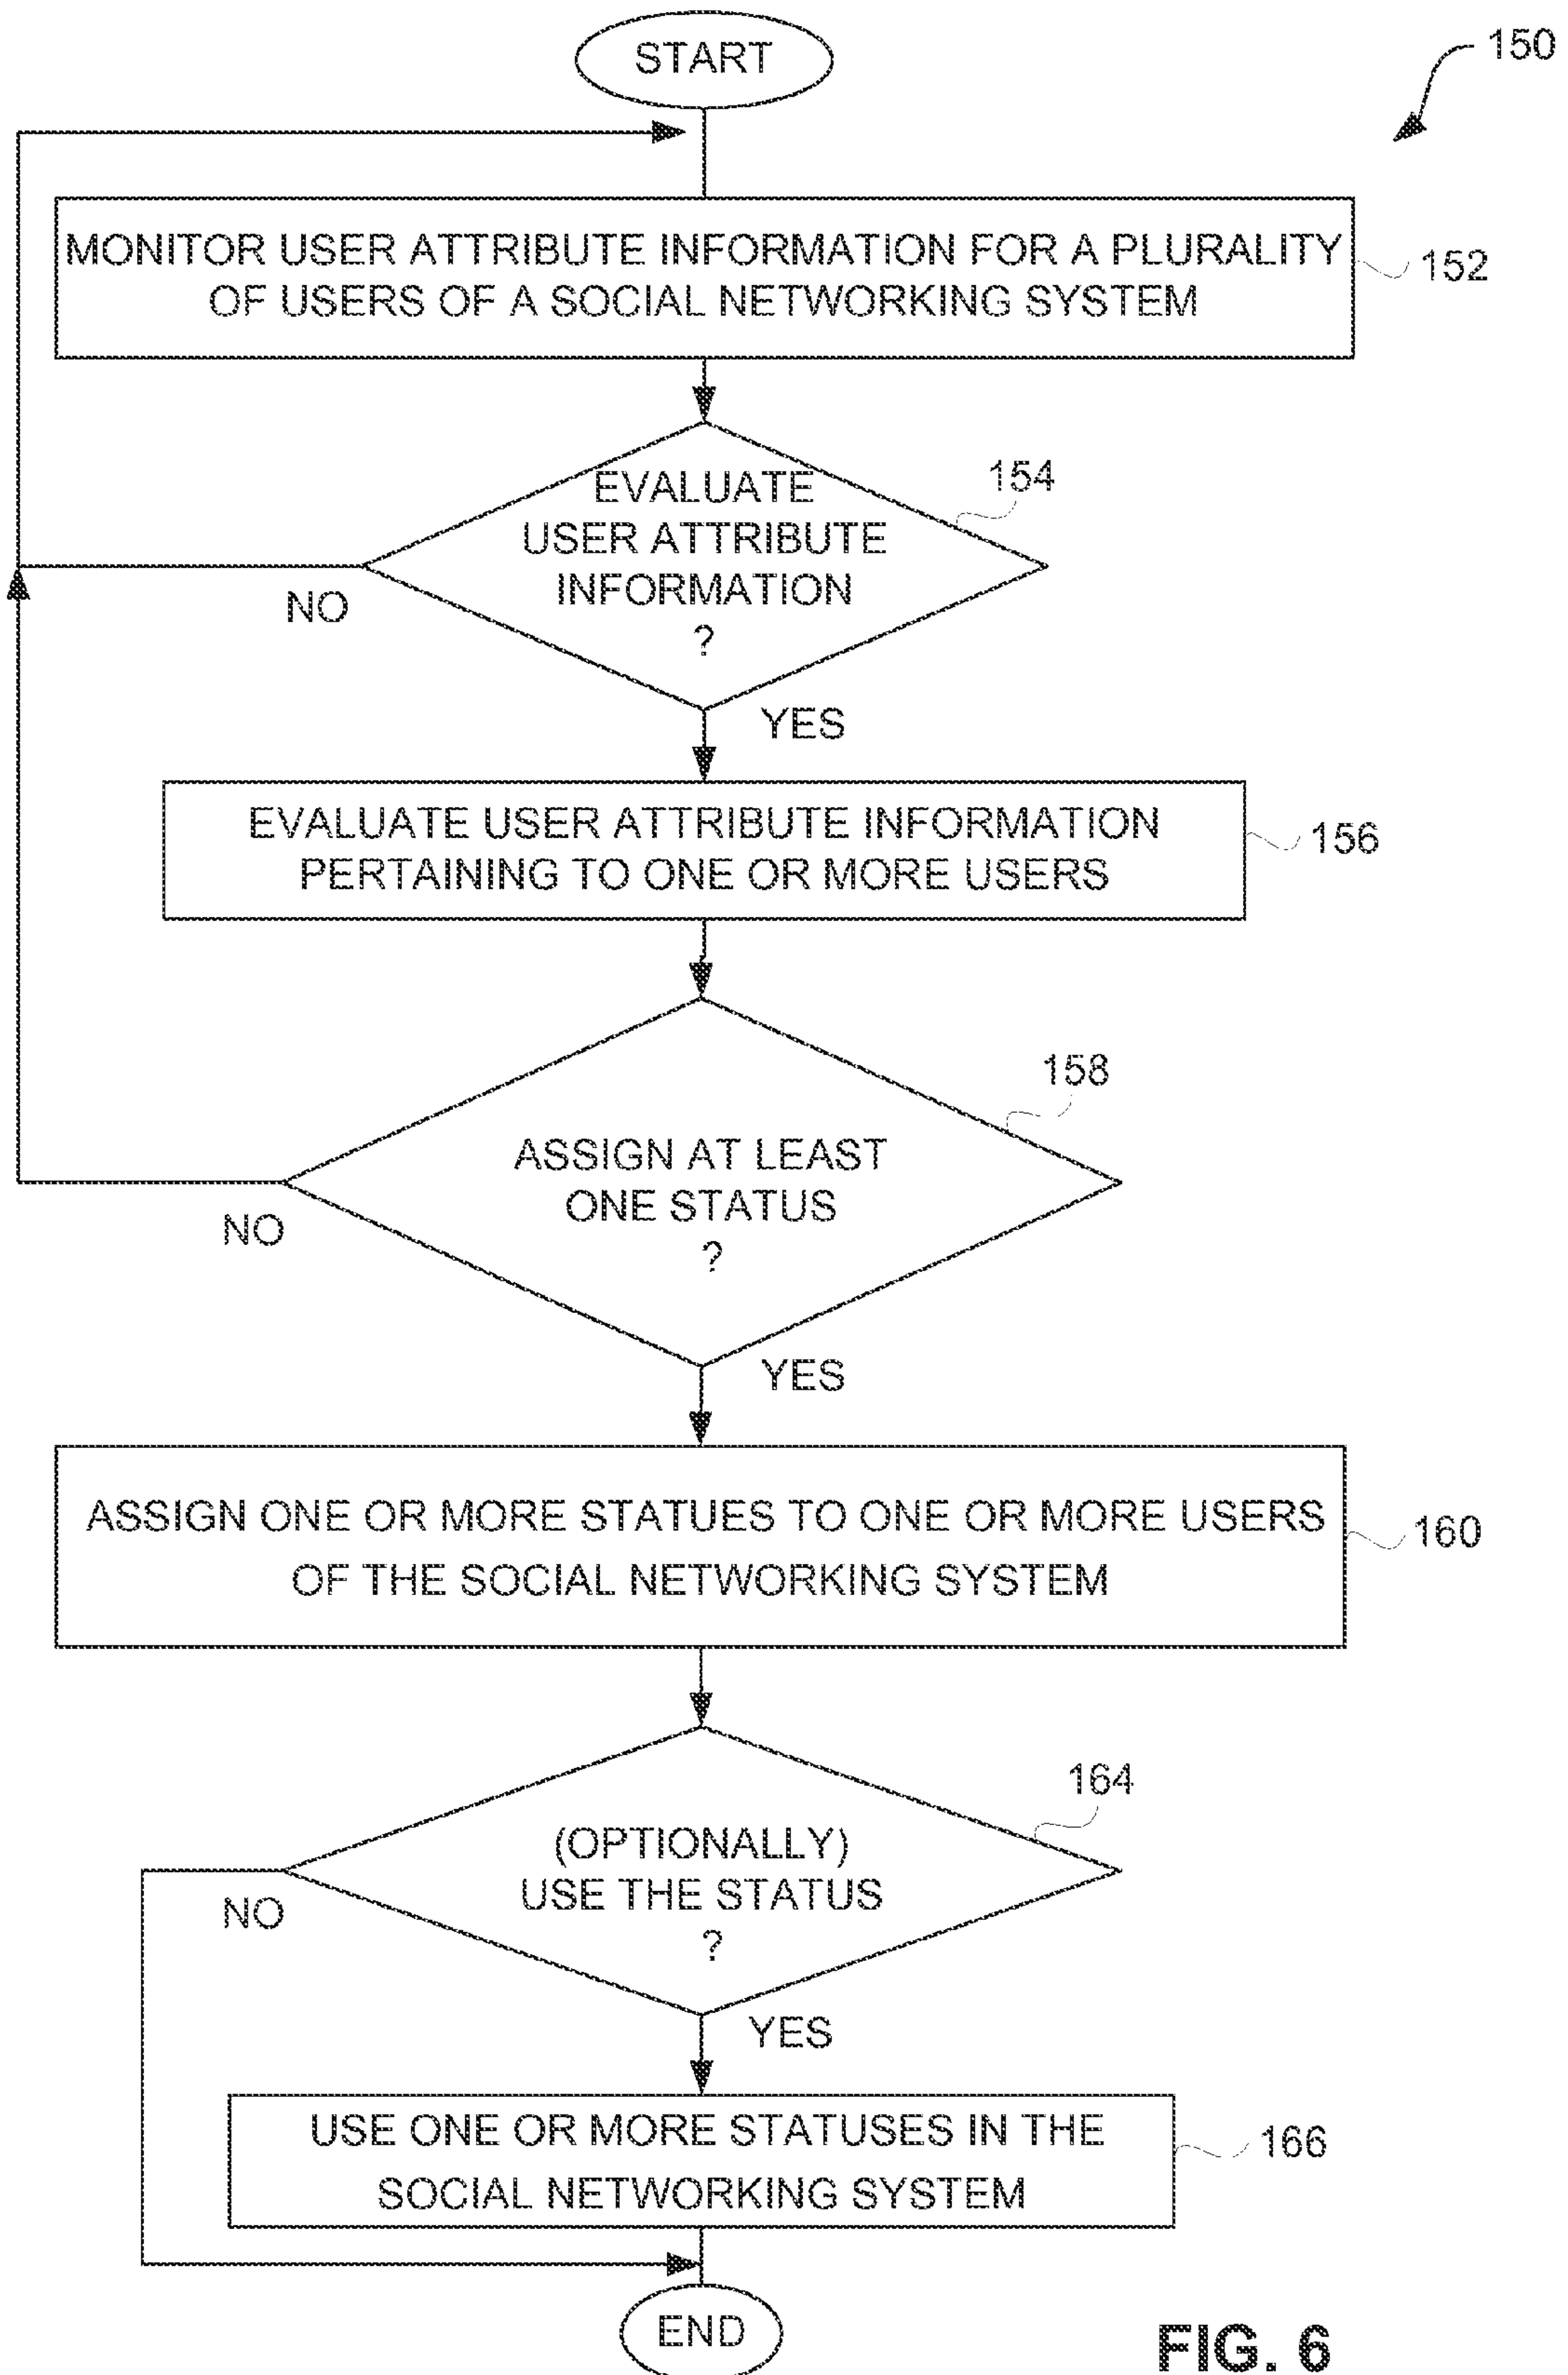 START
150
MONITOR USER ATTRIBUTE INFORMATION FOR A PLURALITY
OF USERS OF A SOCIAL NETWORKING SYSTEM
152
EVALUATE
USER ATTRIBUTE
INFORMATION
?
154
NO
YES
EVALUATE USER ATTRIBUTE INFORMATION
PERTAINING TO ONE OR MORE USERS
156
158
ASSIGN AT LEAST
ONE STATUS
?
NO
YES
ASSIGN ONE OR MORE STATUES TO ONE OR MORE USERS
OF THE SOCIAL NETWORKING SYSTEM
160
164
(OPTIONALLY)
USE THE STATUS
?
NO
YES
USE ONE OR MORE STATUSES IN THE
SOCIAL NETWORKING SYSTEM
166
END
FIG. 6